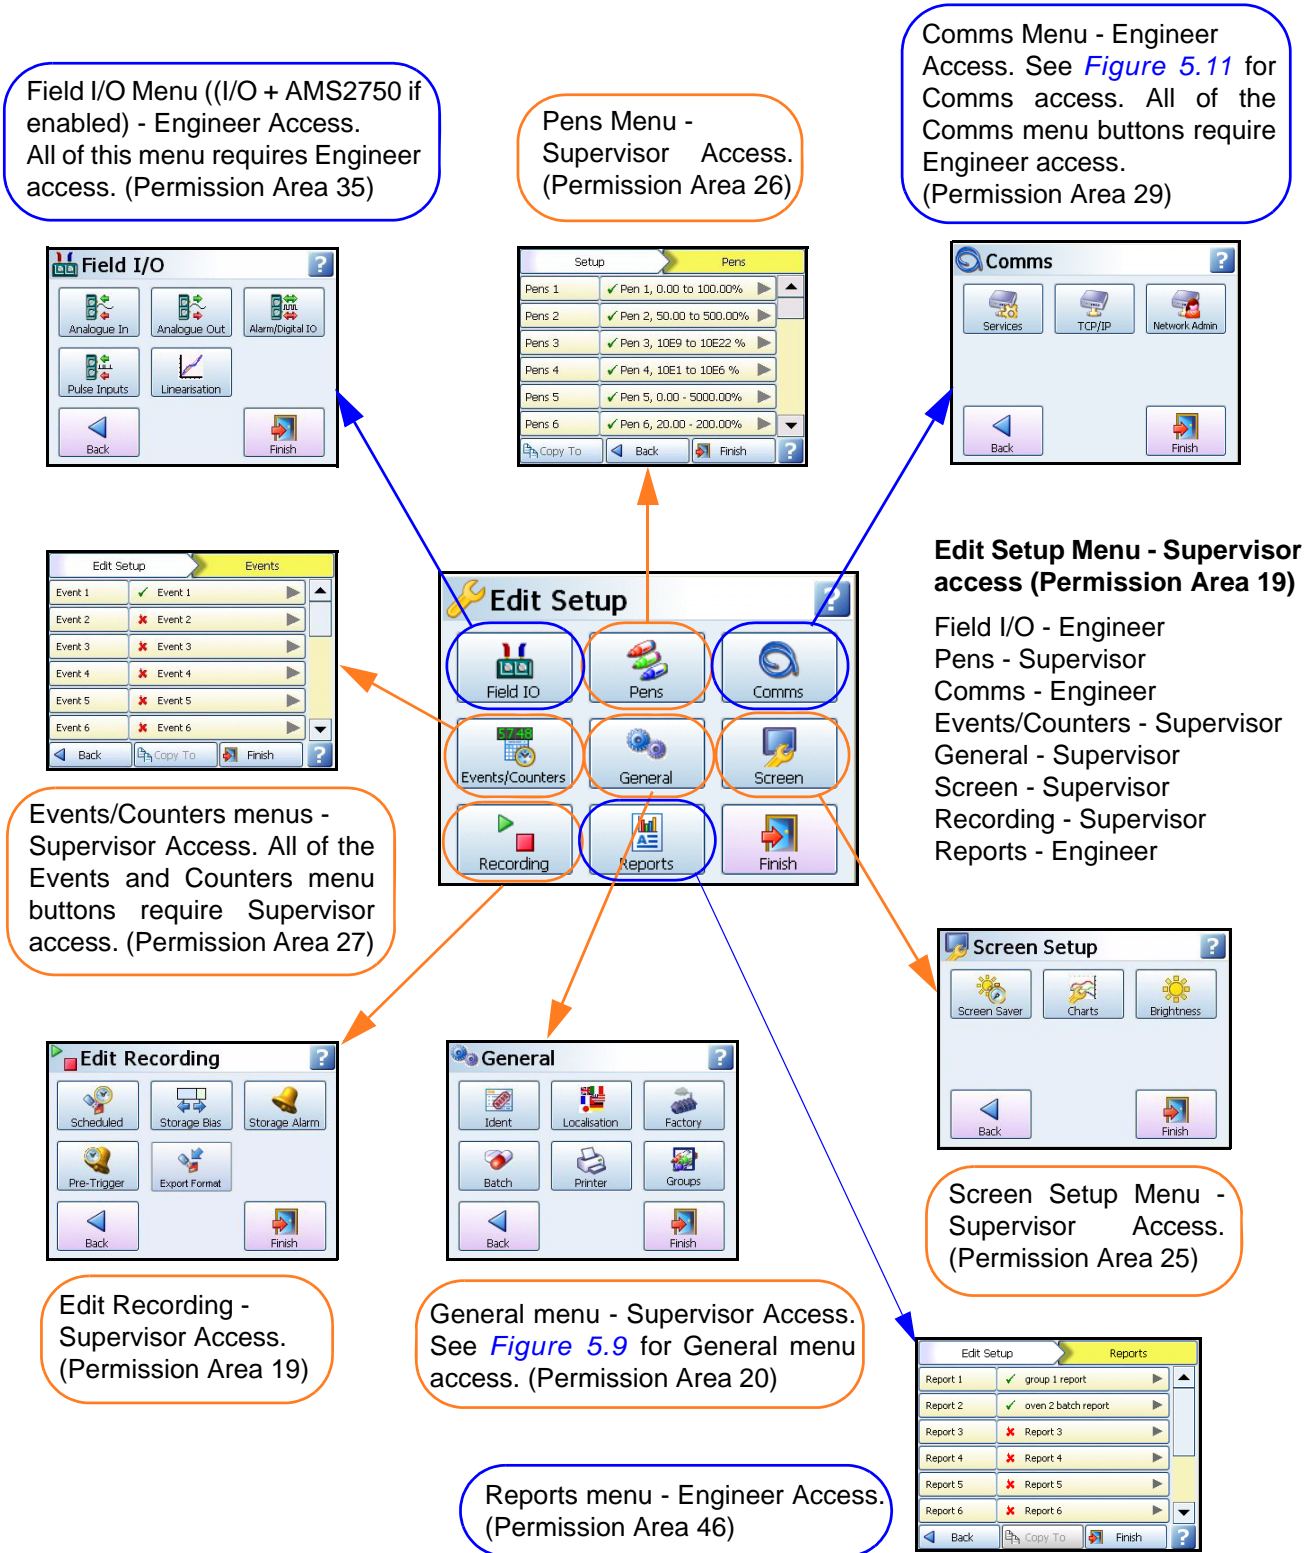 Field I/O Menu ((I/O + AMS2750 if
enabled) - Engineer Access.
All of this menu requires Engineer
access. (Permission Area 35)
Pens Menu -
Supervisor Access.
(Permission Area 26)
Comms Menu - Engineer
Access. See Figure 5.11 for
Comms access. All of the
Comms menu buttons require
Engineer access.
(Permission Area 29)
Field I/O ?
Analogue In Analogue Out Alarm/Digital IO
Pulse Inputs Linearisation
Back Finish
Setup Pens
Pens 1 Pen 1, 0.00 to 100.00%
Pens 2 Pen 2, 50.00 to 500.00%
Pens 3 Pen 3, 10E9 to 10E22 %
Pens 4 Pen 4, 10E1 to 10E6 %
Pens 5 Pen 5, 0.00 - 5000.00%
Pens 6 Pen 6, 20.00 - 200.00%
Copy To Back Finish ?
Comms ?
Services TCP/IP Network Admin
Back Finish
Edit Setup Events
Event 1 Event 1
Event 2 Event 2
Event 3 Event 3
Event 4 Event 4
Event 5 Event 5
Event 6 Event 6
Back Copy To Finish ?
Edit Setup ?
Field IO Pens Comms
57:48
Events/Counters General Screen
Recording Reports Finish
Edit Setup Menu - Supervisor
access (Permission Area 19)
Field I/O - Engineer
Pens - Supervisor
Comms - Engineer
Events/Counters - Supervisor
General - Supervisor
Screen - Supervisor
Recording - Supervisor
Reports - Engineer
Events/Counters menus -
Supervisor Access. All of the
Events and Counters menu
buttons require Supervisor
access. (Permission Area 27)
Screen Setup ?
Screen Saver Charts Brightness
Back Finish
Edit Recording ?
Scheduled Storage Bias Storage Alarm
Pre-Trigger Export Format
Back Finish
General ?
Ident Localisation Factory
Batch Printer Groups
Back Finish
Screen Setup Menu -
Supervisor Access.
(Permission Area 25)
Edit Recording -
Supervisor Access.
(Permission Area 19)
General menu - Supervisor Access.
See Figure 5.9 for General menu
access. (Permission Area 20)
Edit Setup Reports
Report 1 group 1 report
Report 2 oven 2 batch report
Report 3 Report 3
Report 4 Report 4
Report 5 Report 5
Report 6 Report 6
Back Copy To Finish ?
Reports menu - Engineer Access.
(Permission Area 46)